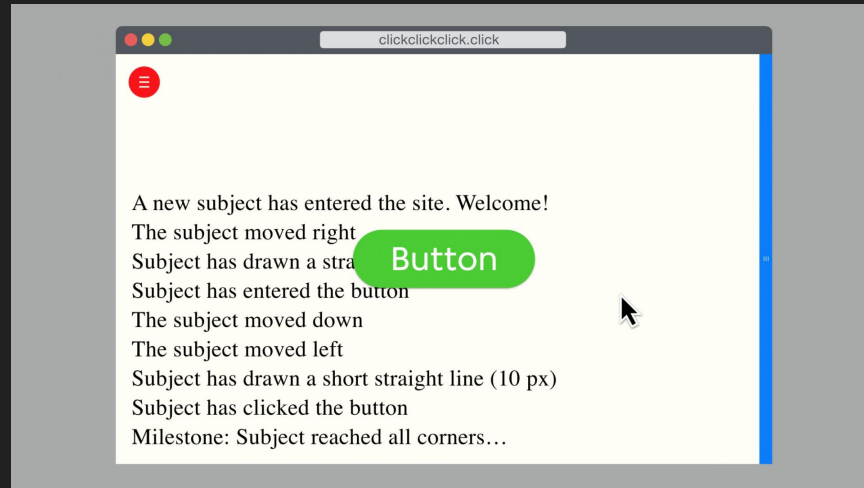 clickclickclick.click
A new subject has entered the site. Welcome!
The subject moved right
Subject has drawn a
Button
Subject has entered the button
The subject moved down
The subject moved left
Subject has drawn a short straight line (10 px)
Subject has clicked the button
Milestone: Subject reached all corners…